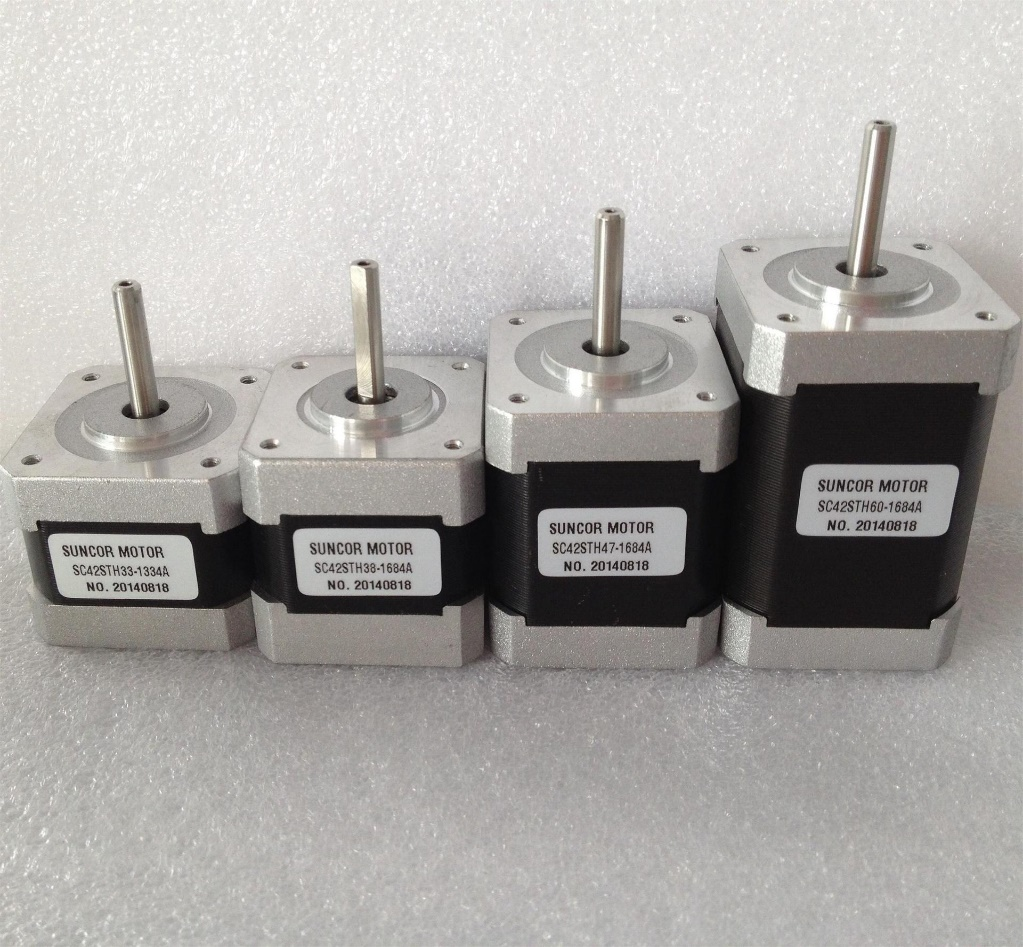 SUNCOR MOTOR
SC42STH33-1334A
NO. 20140818
SUNCOR MOTOR
SC42STH38-1684A
NO. 20140818
SUNCOR MOTOR
SC42STH47-1684A
NO. 20140818
SUNCOR MOTOR
SC42STH60-1684A
NO. 20140818